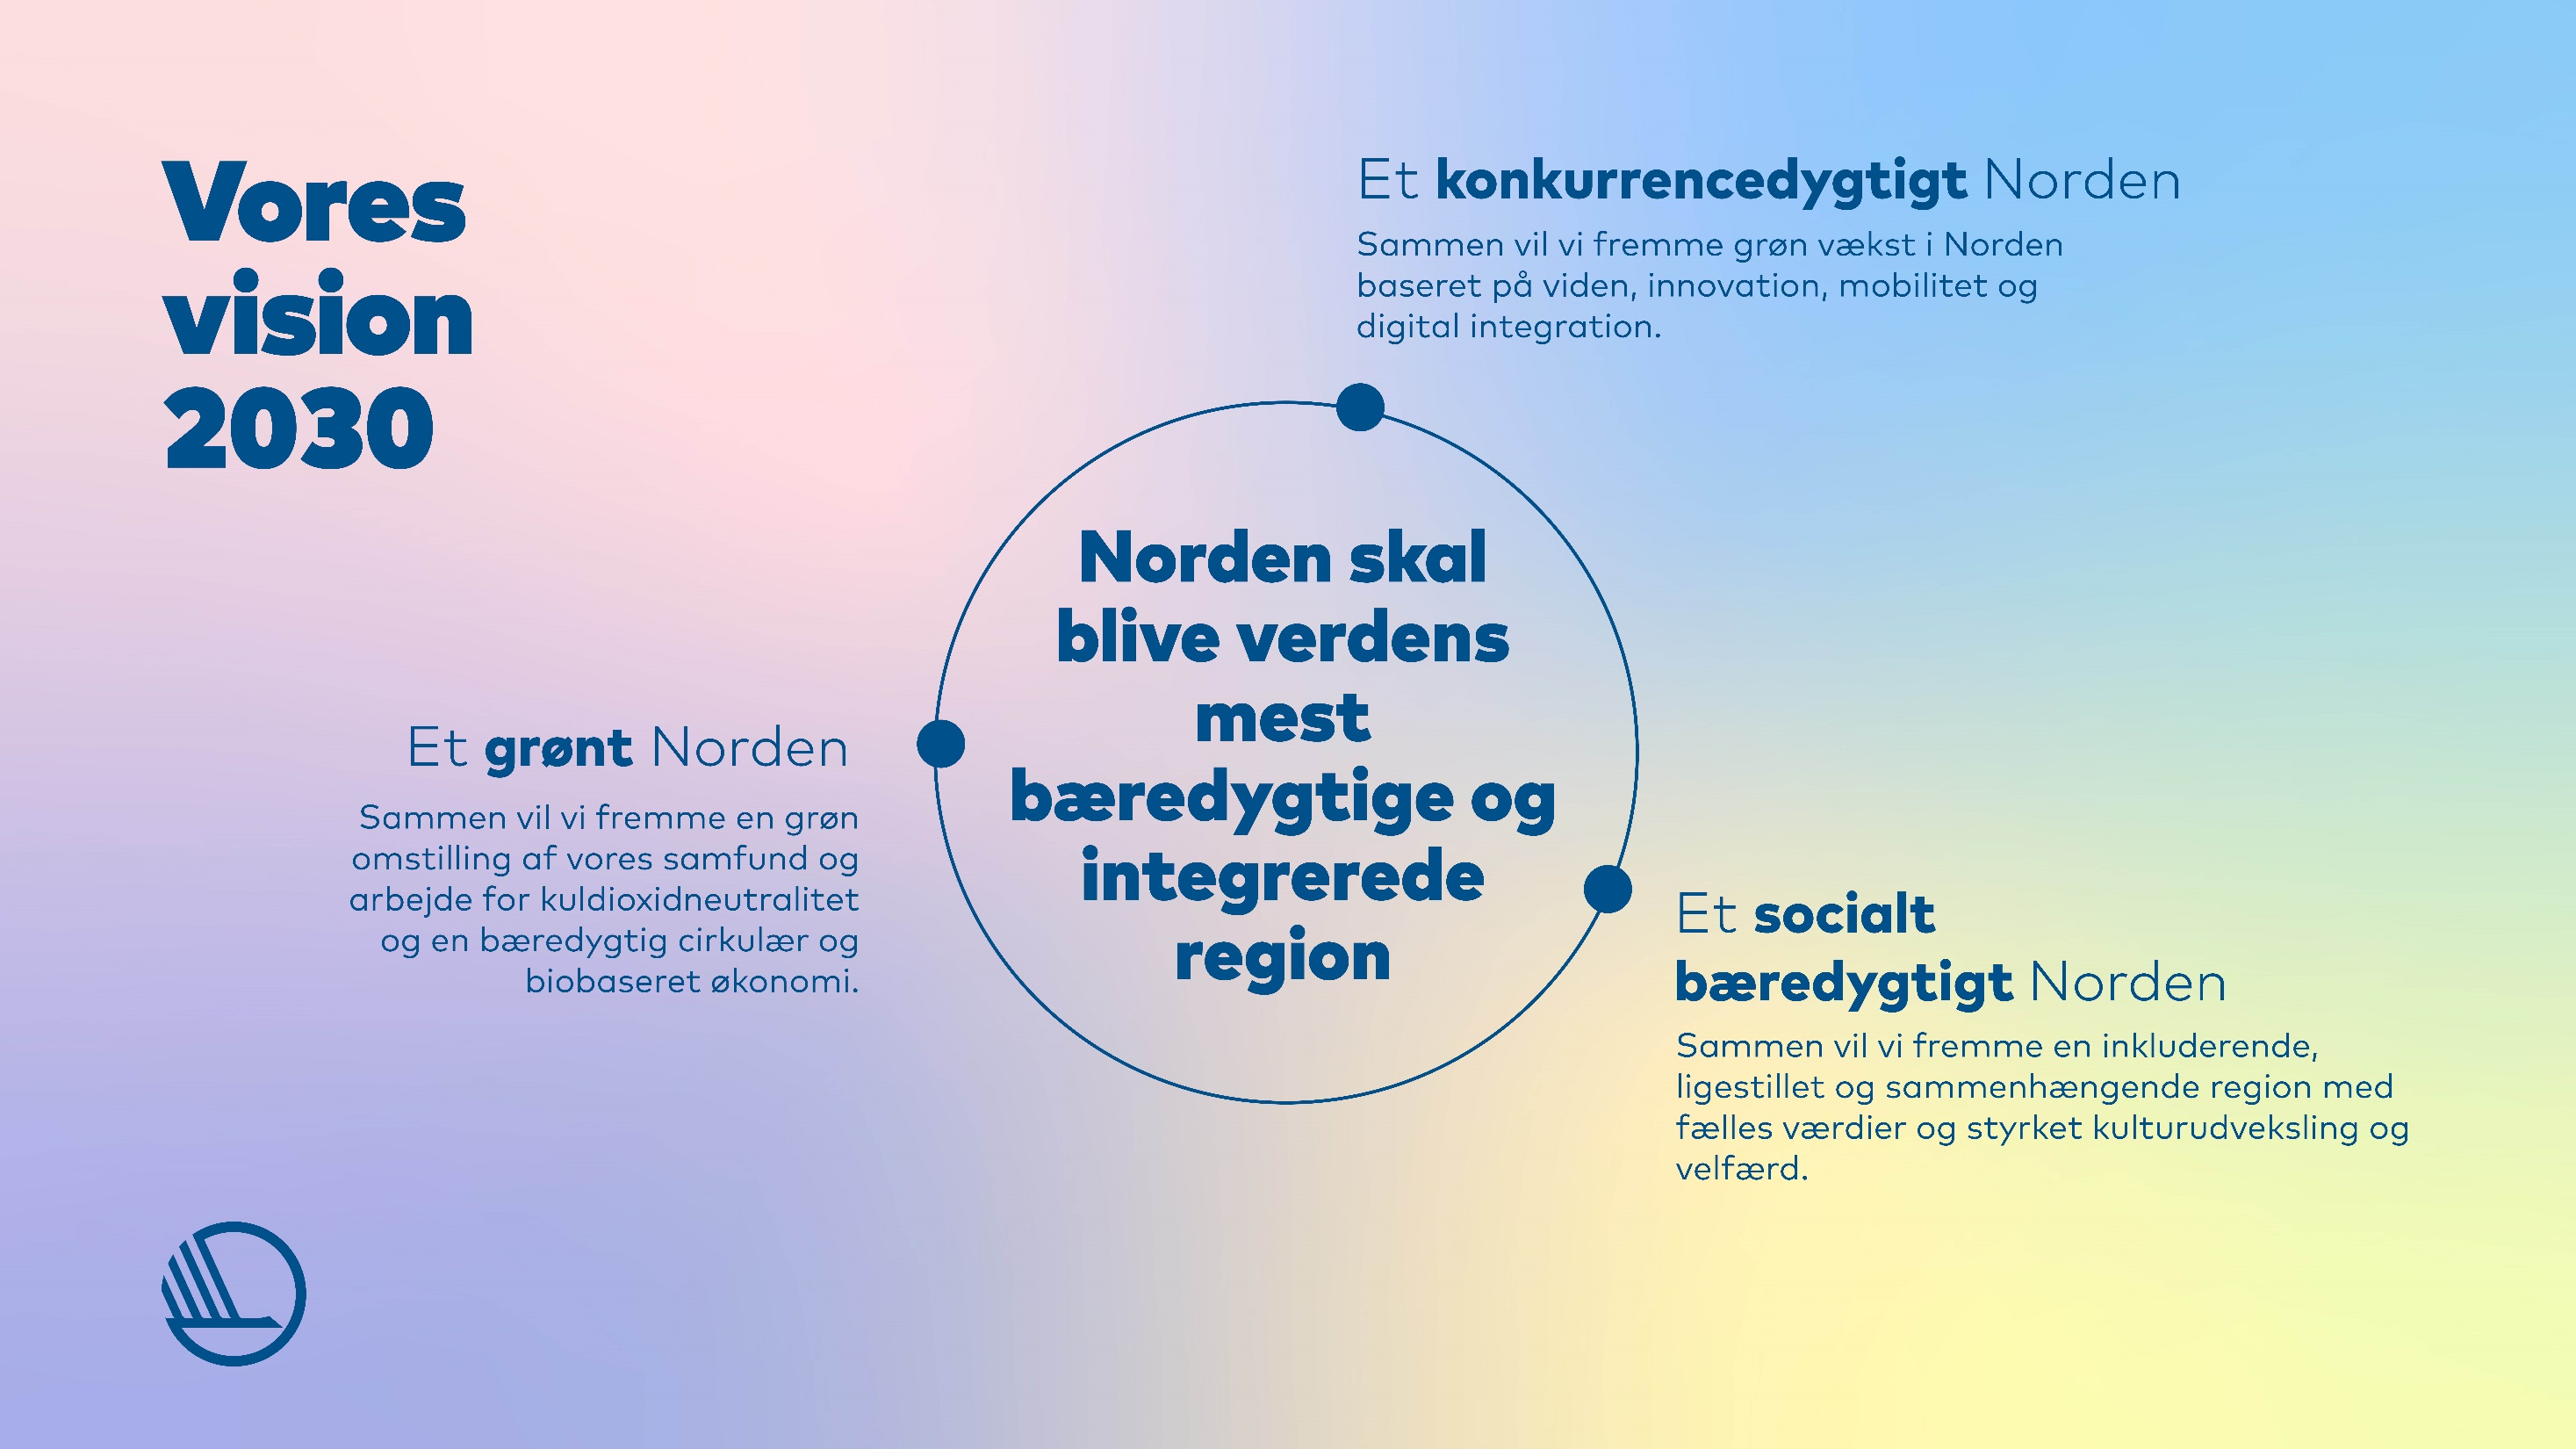 Vores
vision
2030
Et konkurrencedygtigt Norden
Sammen vil vi fremme grøn vækst i Norden
baseret på viden, innovation, mobilitet og
digital integration.
Norden skal
blive verdens
mest
bæredygtige og
integrerede
region
Et grønt Norden
Sammen vil vi fremme en grøn
omstilling af vores samfund og
arbejde for kuldioxidneutralitet
og en bæredygtig cirkulær og
biobaseret økonomi.
Et socialt
bæredygtigt Norden
Sammen vil vi fremme en inkluderende,
ligestillet og sammenhængende region med
fælles værdier og styrket kulturudveksling og
velfærd.